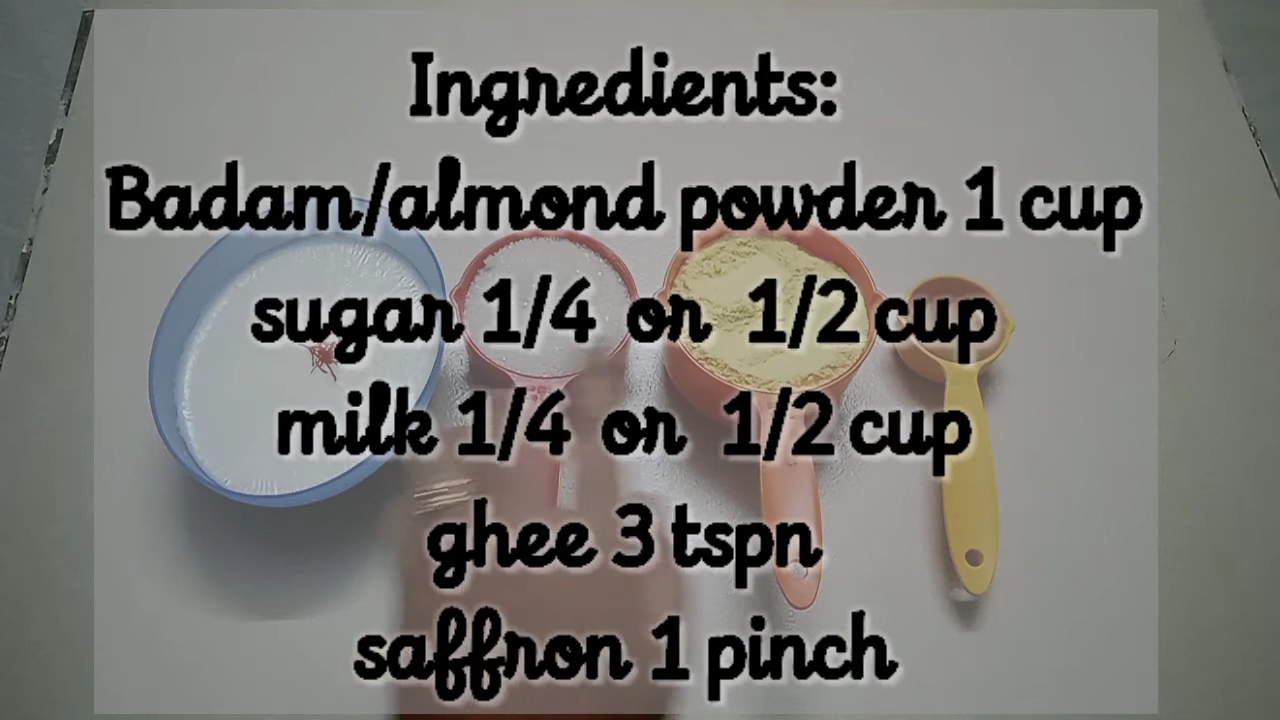 Ingredients:
Badam/almond powder 1 cup
sugar 1/4 or 1/2 cup
milk 1/4 or 1/2 cup
ghee 3 tspn
saffron 1 pinch